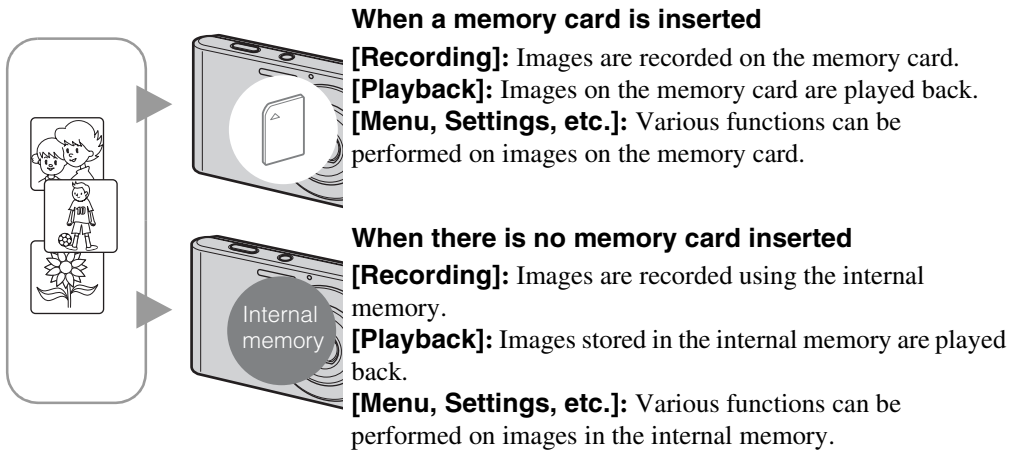 When a memory card is inserted
[Recording]: Images are recorded on the memory card.
[Playback]: Images on the memory card are played back.
[Menu, Settings, etc.]: Various functions can be
performed on images on the memory card.
When there is no memory card inserted
[Recording]: Images are recorded using the internal
memory.
[Playback]: Images stored in the internal memory are played
back.
[Menu, Settings, etc.]: Various functions can be
performed on images in the internal memory.
Internal
memory
10